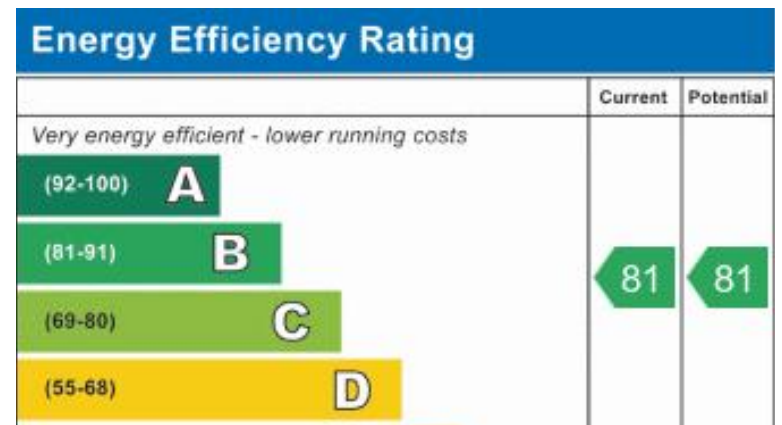 Energy Efficiency Rating
Current Potential
Very energy efficient - lower running costs
(92-100) A
(81-91) B
81 81
(69-80) C
(55-68) D